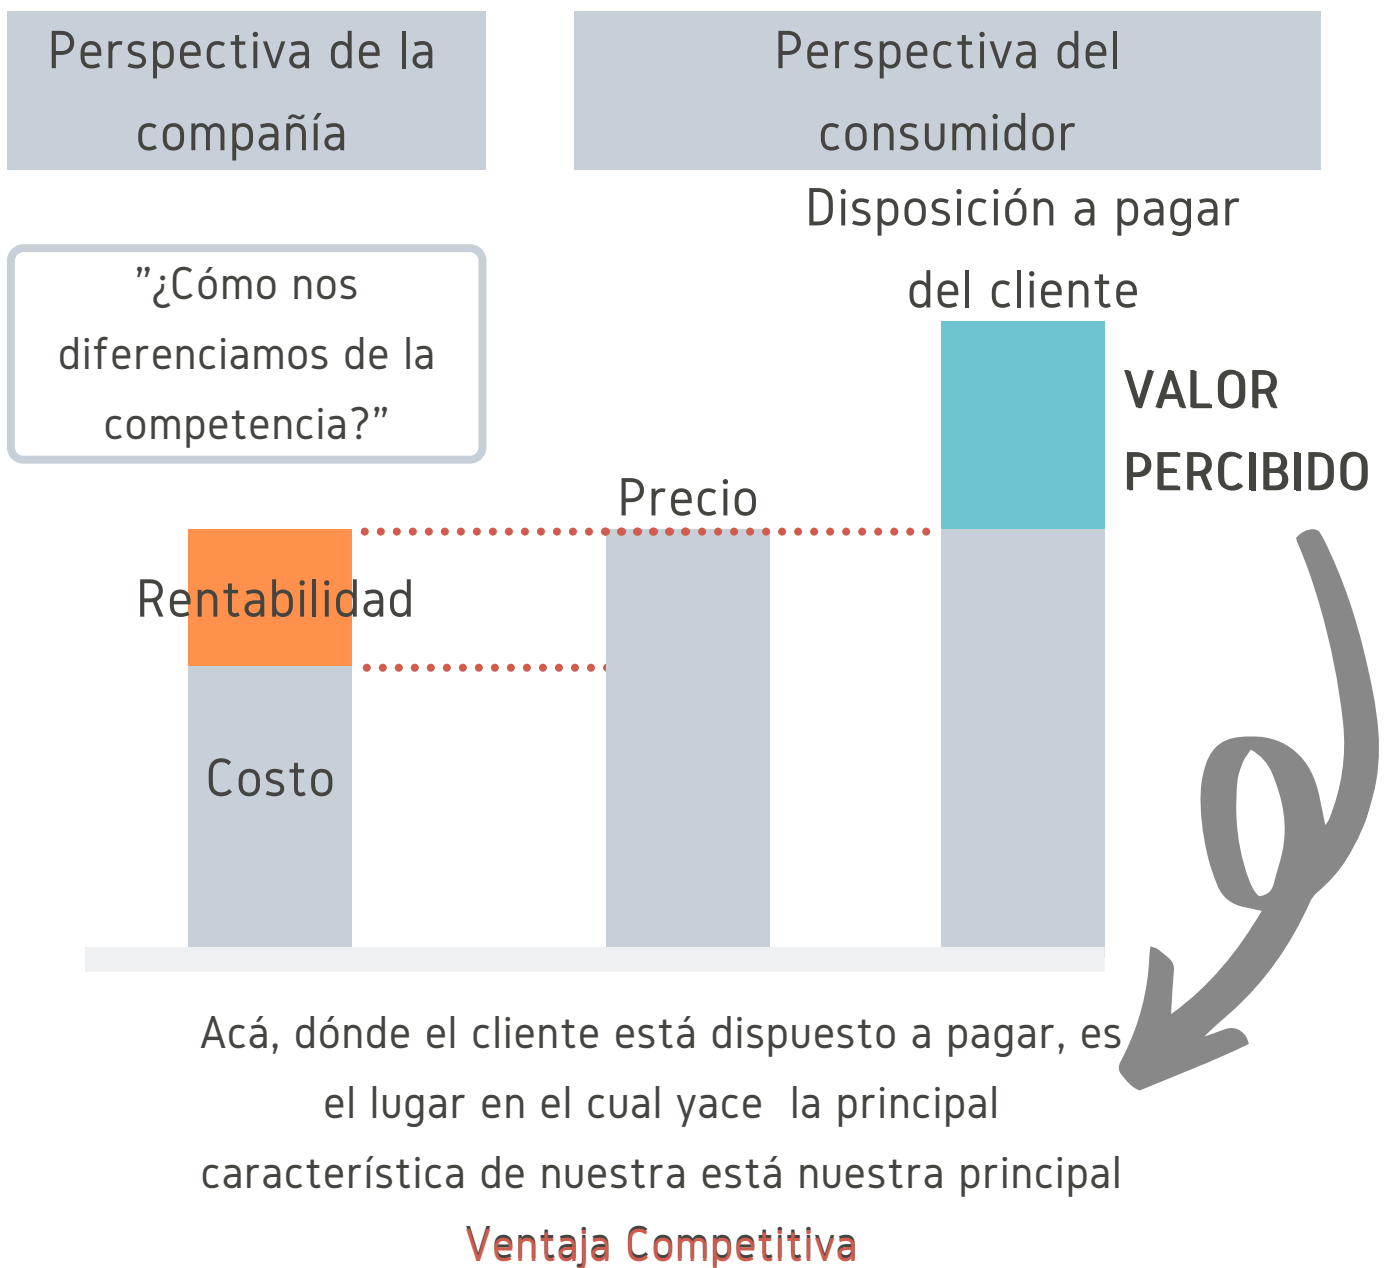 Perspectiva de la
compañía
Perspectiva del
consumidor
Disposición a pagar
del cliente
"¿Cómo nos
diferenciamos de la
competencia?"
VALOR
PERCIBIDO
Precio
Rentabilidad
Costo
Acá, dónde el cliente está dispuesto a pagar, es
el lugar en el cual yace la principal
característica de nuestra está nuestra principal
Ventaja Competitiva